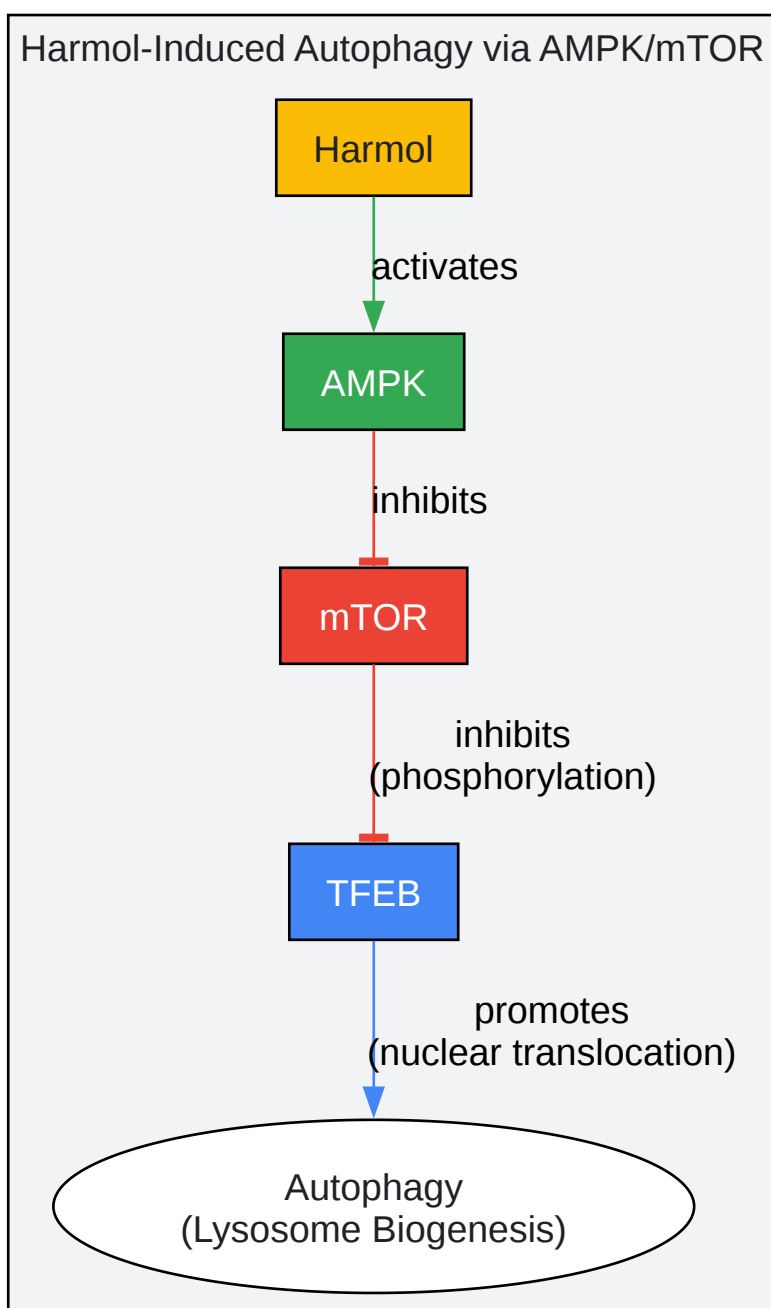 Harmol-Induced Autophagy via AMPK/mTOR
Harmol
activates
AMPK
inhibits
mTOR
inhibits
(phosphorylation)
TFEB
promotes
(nuclear translocation)
Autophagy
(Lysosome Biogenesis)